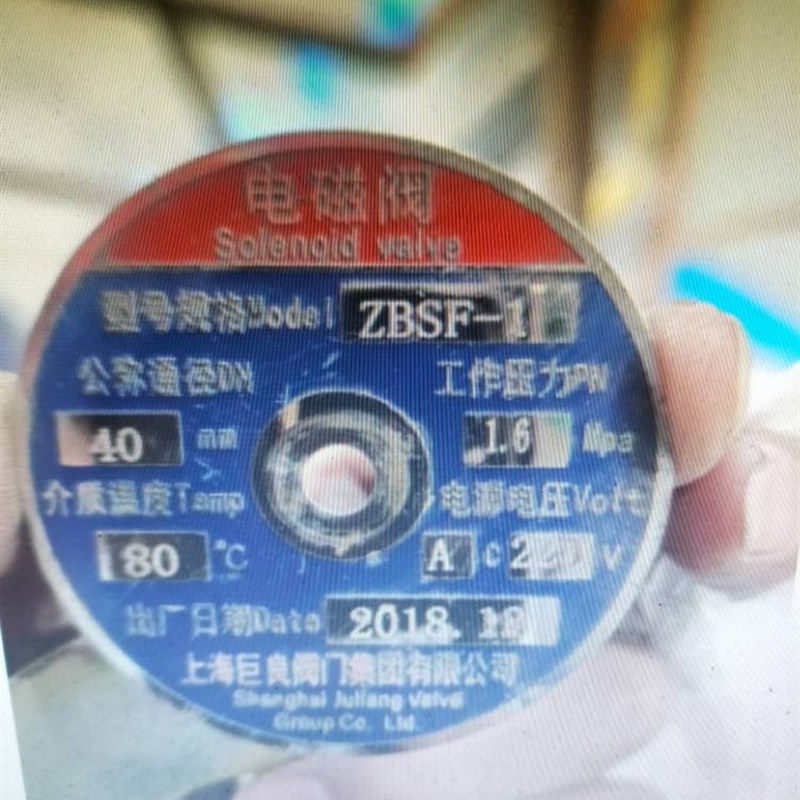 电磁阀
Solenoid valve
型号规格Model ZBSF-1
公称通径DN 工作压力PN
40 mm 1.6 Mpa
介质温度Temp 电源电压Volt
80 °C A C 220 V
出厂日期Date 2018.
上海巨良阀门集团有限公司
Shanghai Juliang Valve
Group Co. Ltd